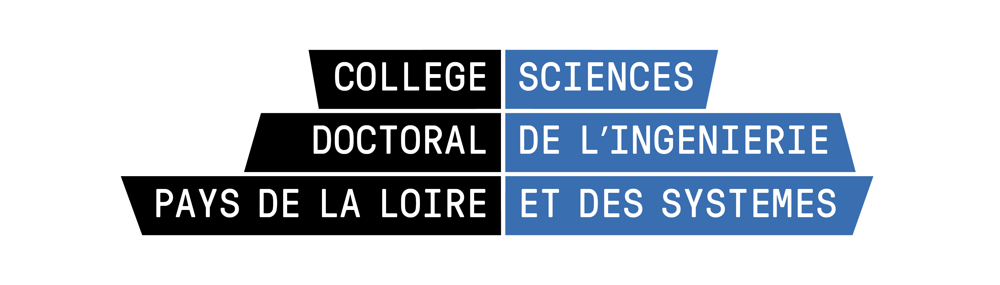 COLLEGE
DOCTORAL
PAYS DE LA LOIRE
SCIENCES
DE L’INGENIERIE
ET DES SYSTEMES